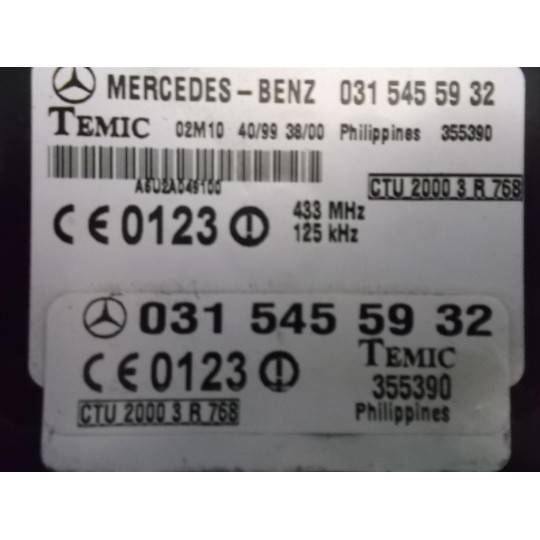 MERCEDES-BENZ 031 545 59 32
TEMIC 02M10 40/99 38/00 Philippines 355390
CTU 2000 3 R 768
CE 0123 433 MHz
125 kHz
031 545 59 32
CE 0123 TEMIC
355390
CTU 2000 3 R 768 Philippines